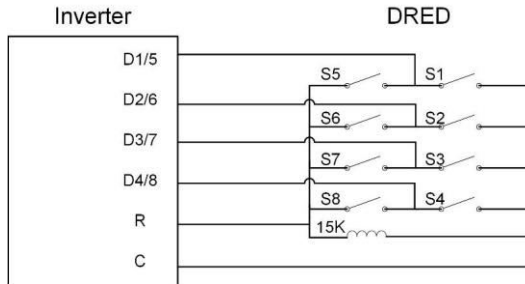 Inverter DRED
D1/5
S5 S1
D2/6
S6 S2
D3/7
S7 S3
D4/8
S8 S4
R
15K
C